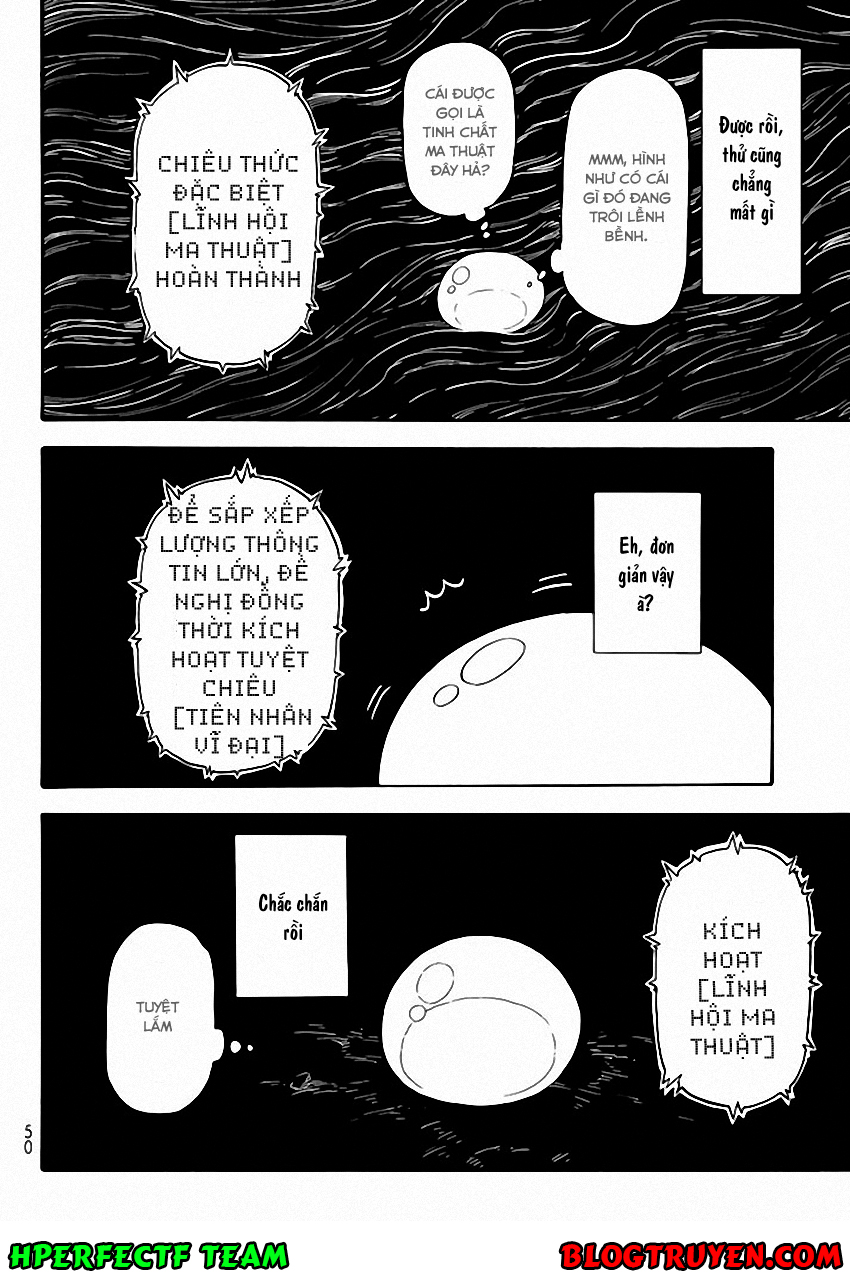 Được rồi,
thử cũng
chẳng
mất gì
MMM, HÌNH
NHƯ CÓ CÁI
GÌ ĐÓ ĐANG
TRÔI LỀNH
BỀNH.
CÁI ĐƯỢC
GỌI LÀ
TINH CHẤT
MA THUẬT
ĐÂY HẢ?
CHIÊU THỨC
ĐẶC BIỆT
[LĨNH HỘI
MA THUẬT]
HOÀN THÀNH
Eh, đơn
giản vậy
à?
ĐỂ SẮP XẾP
LƯỢNG THÔNG
TIN LỚN, ĐỀ
NGHỊ ĐỒNG
THỜI KÍCH
HOẠT TUYỆT
CHIÊU
[TIÊN NHÂN
VĨ ĐẠI]
KÍCH
HOẠT
[LĨNH
HỘI MA
THUẬT]
Chắc chắn
rồi
TUYỆT
LẮM
50
HPERFECTF TEAM
BLOGTRUYEN.COM